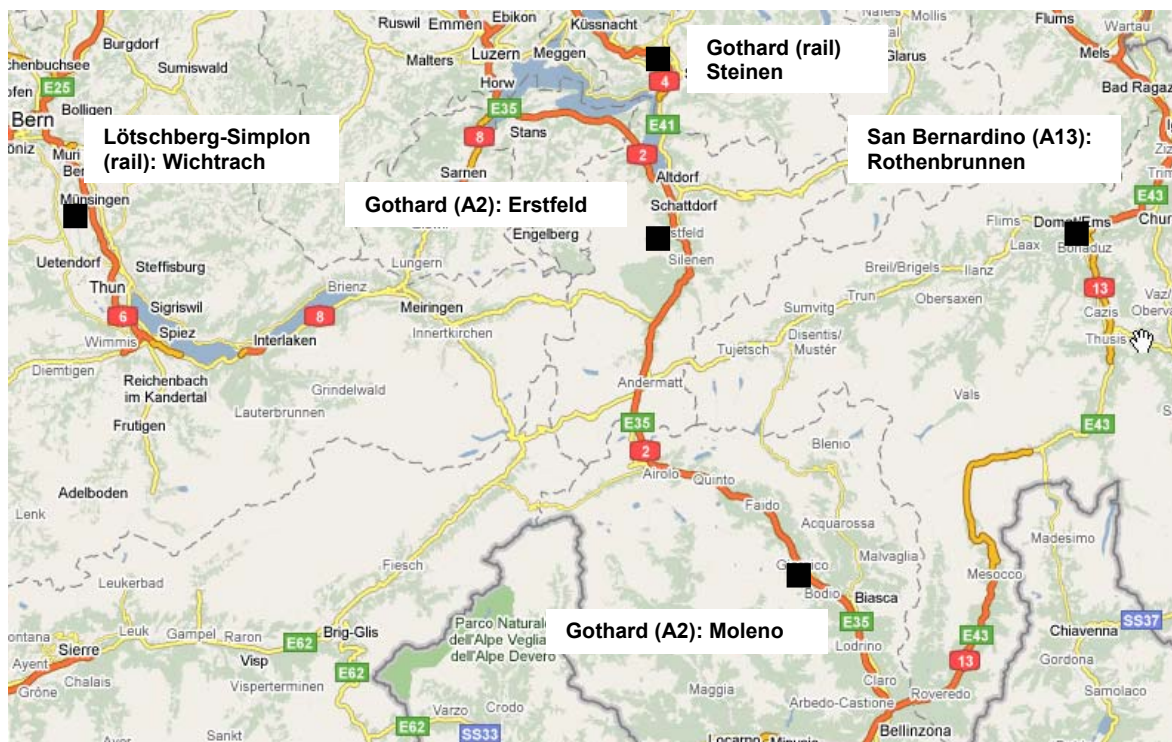 Ruswil Emmen Ebikon Küssnacht Mollis Flums Wartau
Burgdorf Luzern Meggen Mels
Sumiswald Malters Glarus Bad Ragaz
E25 Horw 4
Bolligen E35 E41
Bern 8 Stans 2
Muri Sarnen Altdorf
Gothard (rail)
Steinen
Lötschberg-Simplon
(rail): Wichtrach
San Bernardino (A13):
Rothenbrunnen
Gothard (A2): Erstfeld
Münsingen Schattdorf E43
Engelberg Flims Domat/Ems
Uetendorf Steffisburg Lungern Silenen Laax Bonaduz
Thun Brienz Breil/Brigels Ilanz
Sigriswil Meiringen Trun Obersaxen 13
6 Spiez 8 Innertkirchen Sumvitg Cazis
Wimmis Interlaken Disentis/
Mustér Thusis
Tujetsch
Diemtigen Reichenbach
im Kandertal Grindelwald Andermatt Vals
Lauterbrunnen
Frutigen E35 E43
2 Blenio
Adelboden Airolo Quinto
Lenk Faido Acquarossa Madesimo
Malvaglia
Leukerbad Fiesch Mesocco
Bodio Biasca
Parco Naturale
dell'Alpe Veglia
dell'Alpe Devero
Gothard (A2): Moleno
Leuk Gampel Raron E62 Brig-Glis E35 E43 Chiavenna SS37
Sierre Visp Lodrino
Ayent E62 13 Gordona
Chalais Claro
Grône Visperterminen Maggia Roveredo Samolaco
Varzo Crodo Arbedo-Castione
E62 SS33 Bellinzona
Sankt Locarno